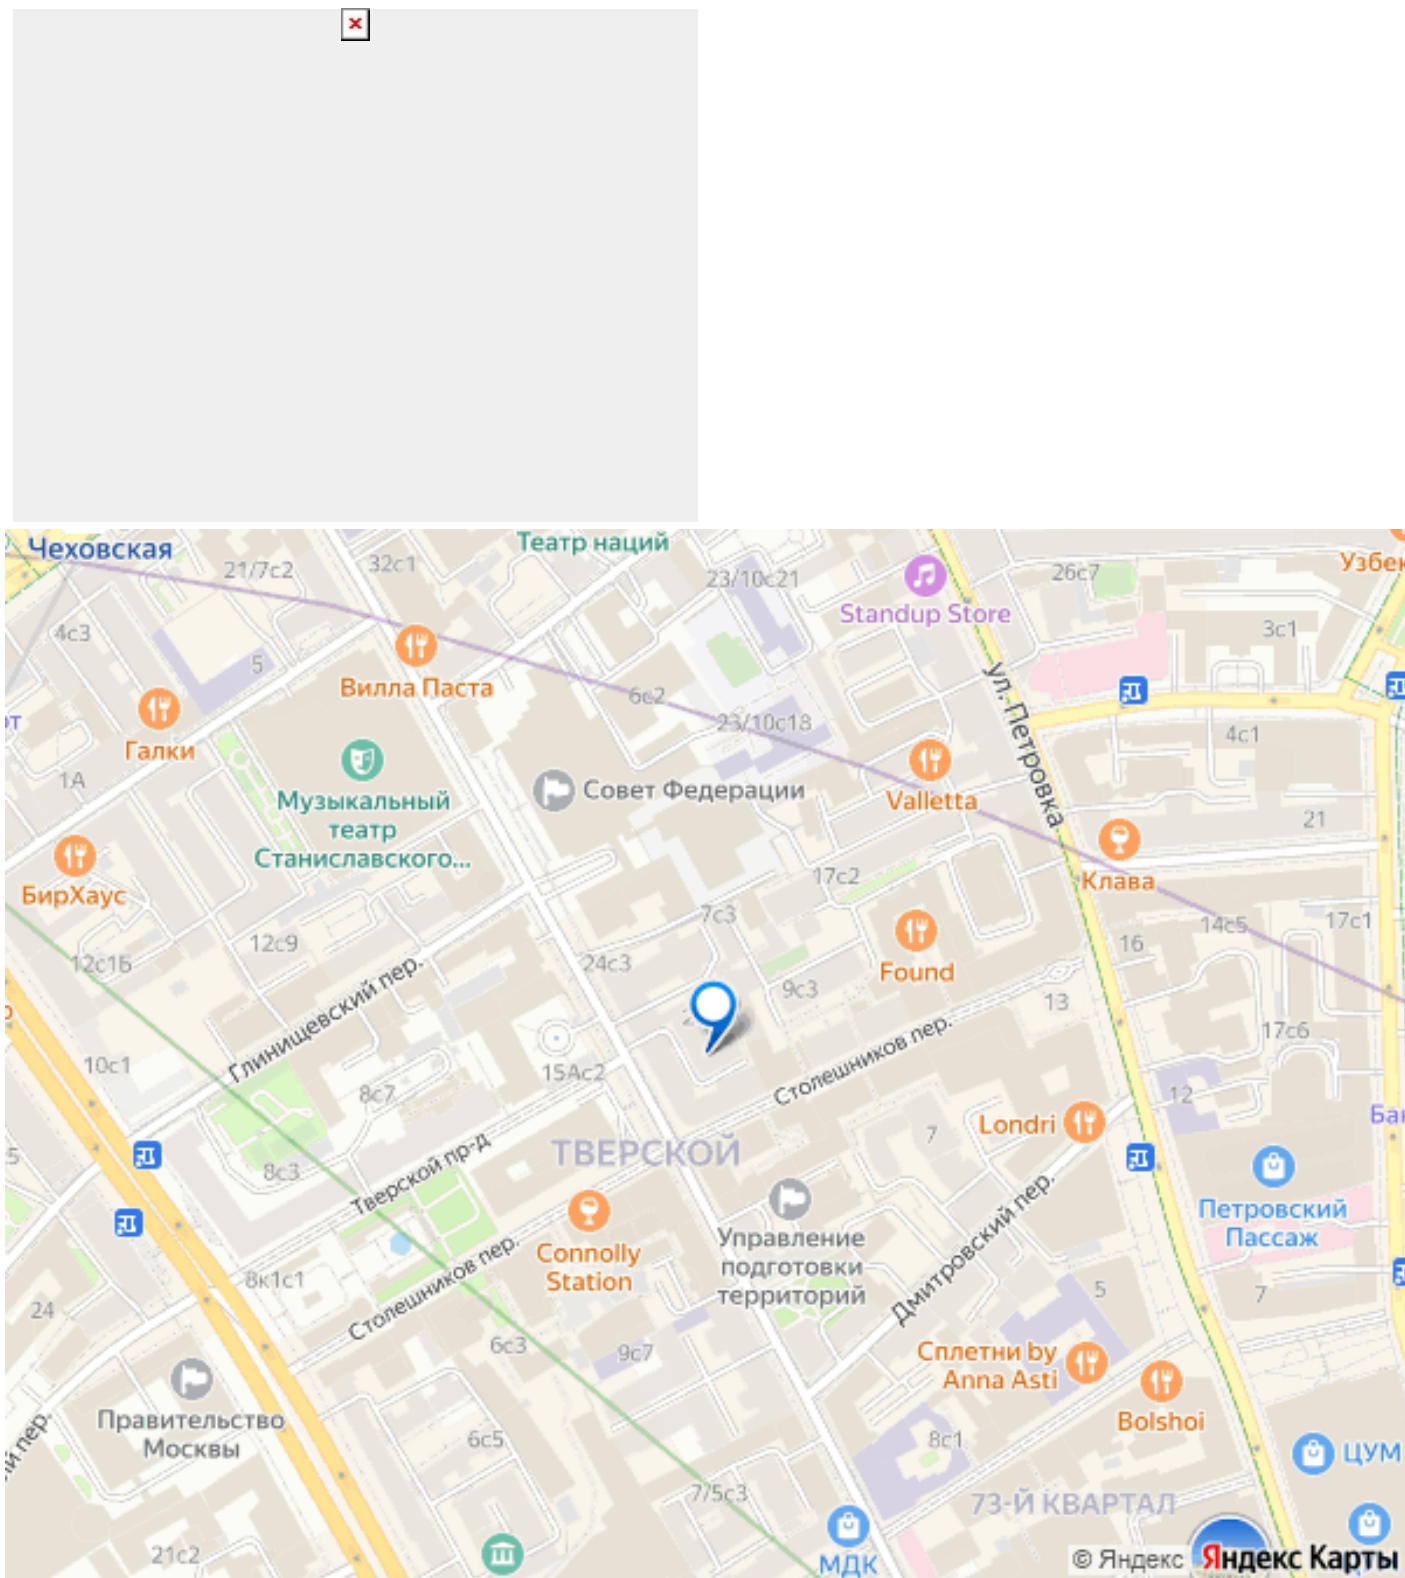 Чеховская
Театр наций
Узбек
21/7с2
32с1
23/10с21
26с7
Standup Store
4с3
5
3с1
Вилла Паста
6с2
ул. Петровка
от
Галки
23/10с18
4с1
1А
Музыкальный
театр
Станиславского...
Совет Федерации
Valletta
21
БирХаус
17с2
Клава
7с3
12с9
14с5
17с1
16
12с1Б
24с3
Found
Глинищевский пер.
9с3
13
17с6
10с1
15Ас2
Столешников пер.
8с7
12
Londri
7
Бан
ТВЕРСКОЙ
5
8с3
Тверской пр-д
Петровский
Пассаж
Connolly
Station
Управление
подготовки
территорий
Дмитровский пер.
8к1с1
Столешников пер.
5
7
24
6с3
9с7
Сплетни by
Anna Asti
Правительство
Москвы
Bolshoi
ий пер.
6с5
8с1
ЦУМ
7/5с3
73-Й КВАРТАЛ
21с2
МДК
© Яндекс Яндекс Карты